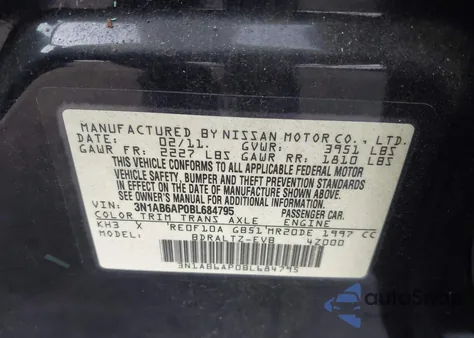 MANUFACTURED BY NISSAN MOTOR CO., LTD.
DATE: 02/11. GVWR: 3951 LBS
GAWR FR: 2227 LBS GAWR RR: 1810 LBS
THIS VEHICLE CONFORMS TO ALL APPLICABLE FEDERAL MOTOR
VEHICLE SAFETY, BUMPER AND THEFT PREVENTION STANDARDS
IN EFFECT ON THE DATE OF MANUFACTURE SHOWN ABOVE.
SEE OWNER'S MANUAL FOR ADDITIONAL INFORMATION.
VIN: 3N1AB6AP0BL684795 PASSENGER CAR
COLOR TRIM TRANS AXLE ENGINE
KH3 X RE0F10A GB51 MR20DE 1997 CC
MODEL: BDRALTZ-EVB 4Z000
3N1AB6AP0BL684795